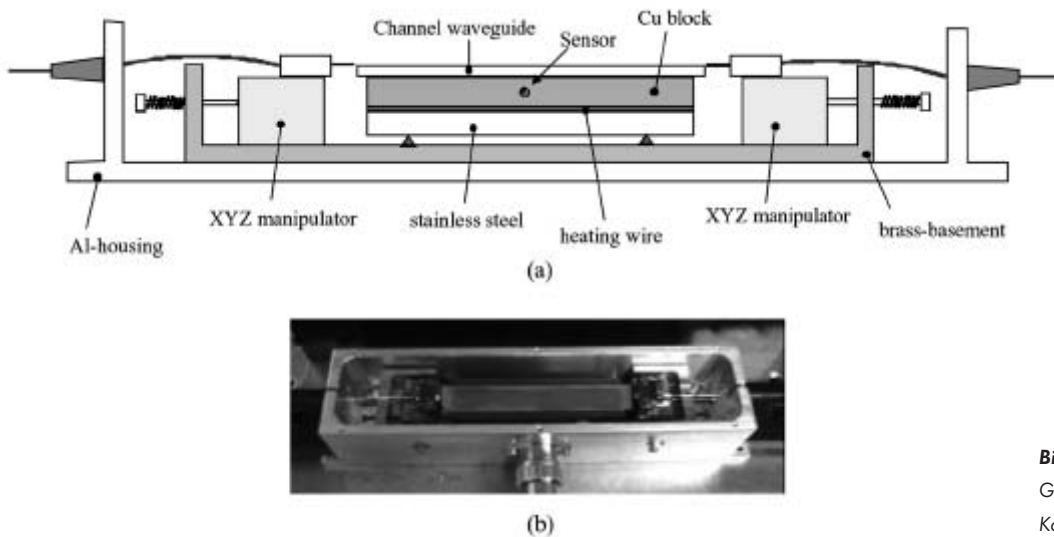 Channel waveguide
Sensor
Cu block
XYZ manipulator
stainless steel
heating wire
XYZ manipulator
brass-basement
Al-housing
(a)
(b)